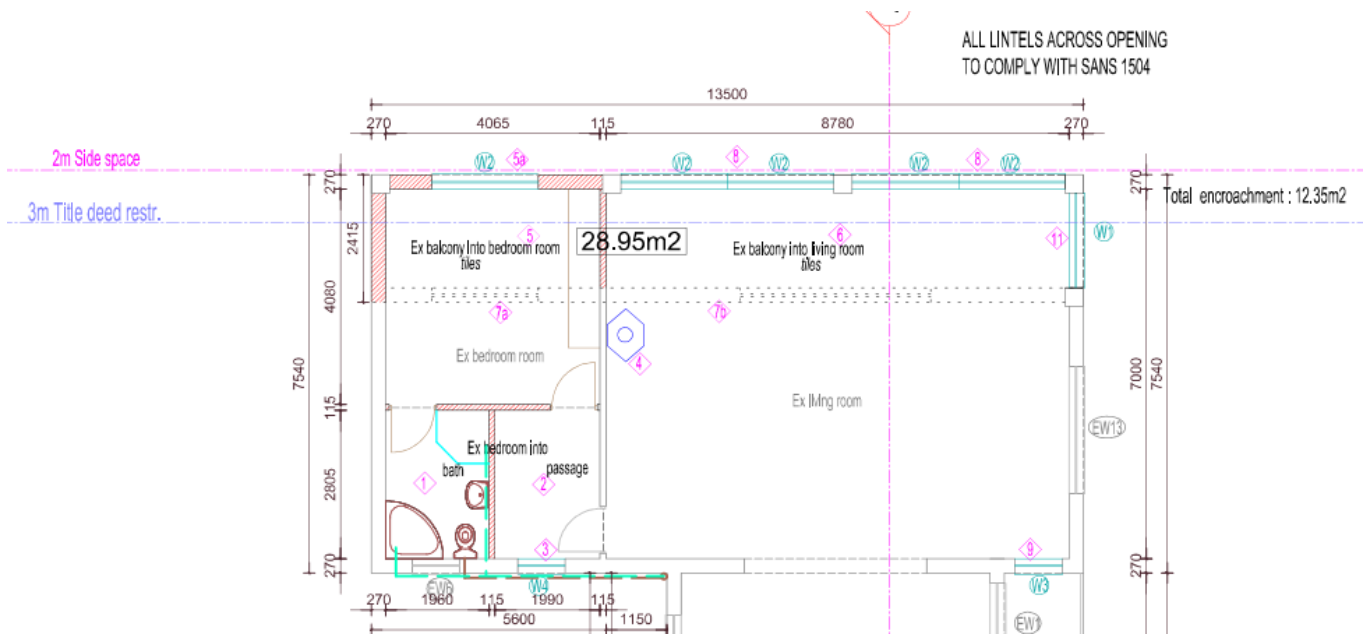 ALL LINTELS ACROSS OPENING
TO COMPLY WITH SANS 1504
13500
270 4065 115 8780 270
2m Side space
W2 5a W2 8 W2 W2 8 W2
270 270
Total encroachment : 12.35m2
3m Title deed restr.
2415
5 28.95m2 6 11 W1
Ex balcony Into bedroom room
tiles
Ex balcony into living room
tiles
4080
7a 7b
Ex bedroom room
4
7540 7000 7540
Ex living room
115
EW13
Ex bedroom into
bath passage
1 2
2805
3 9
270 270
W4 W3
270 1960 115 1990 115
5600 1150
EW1